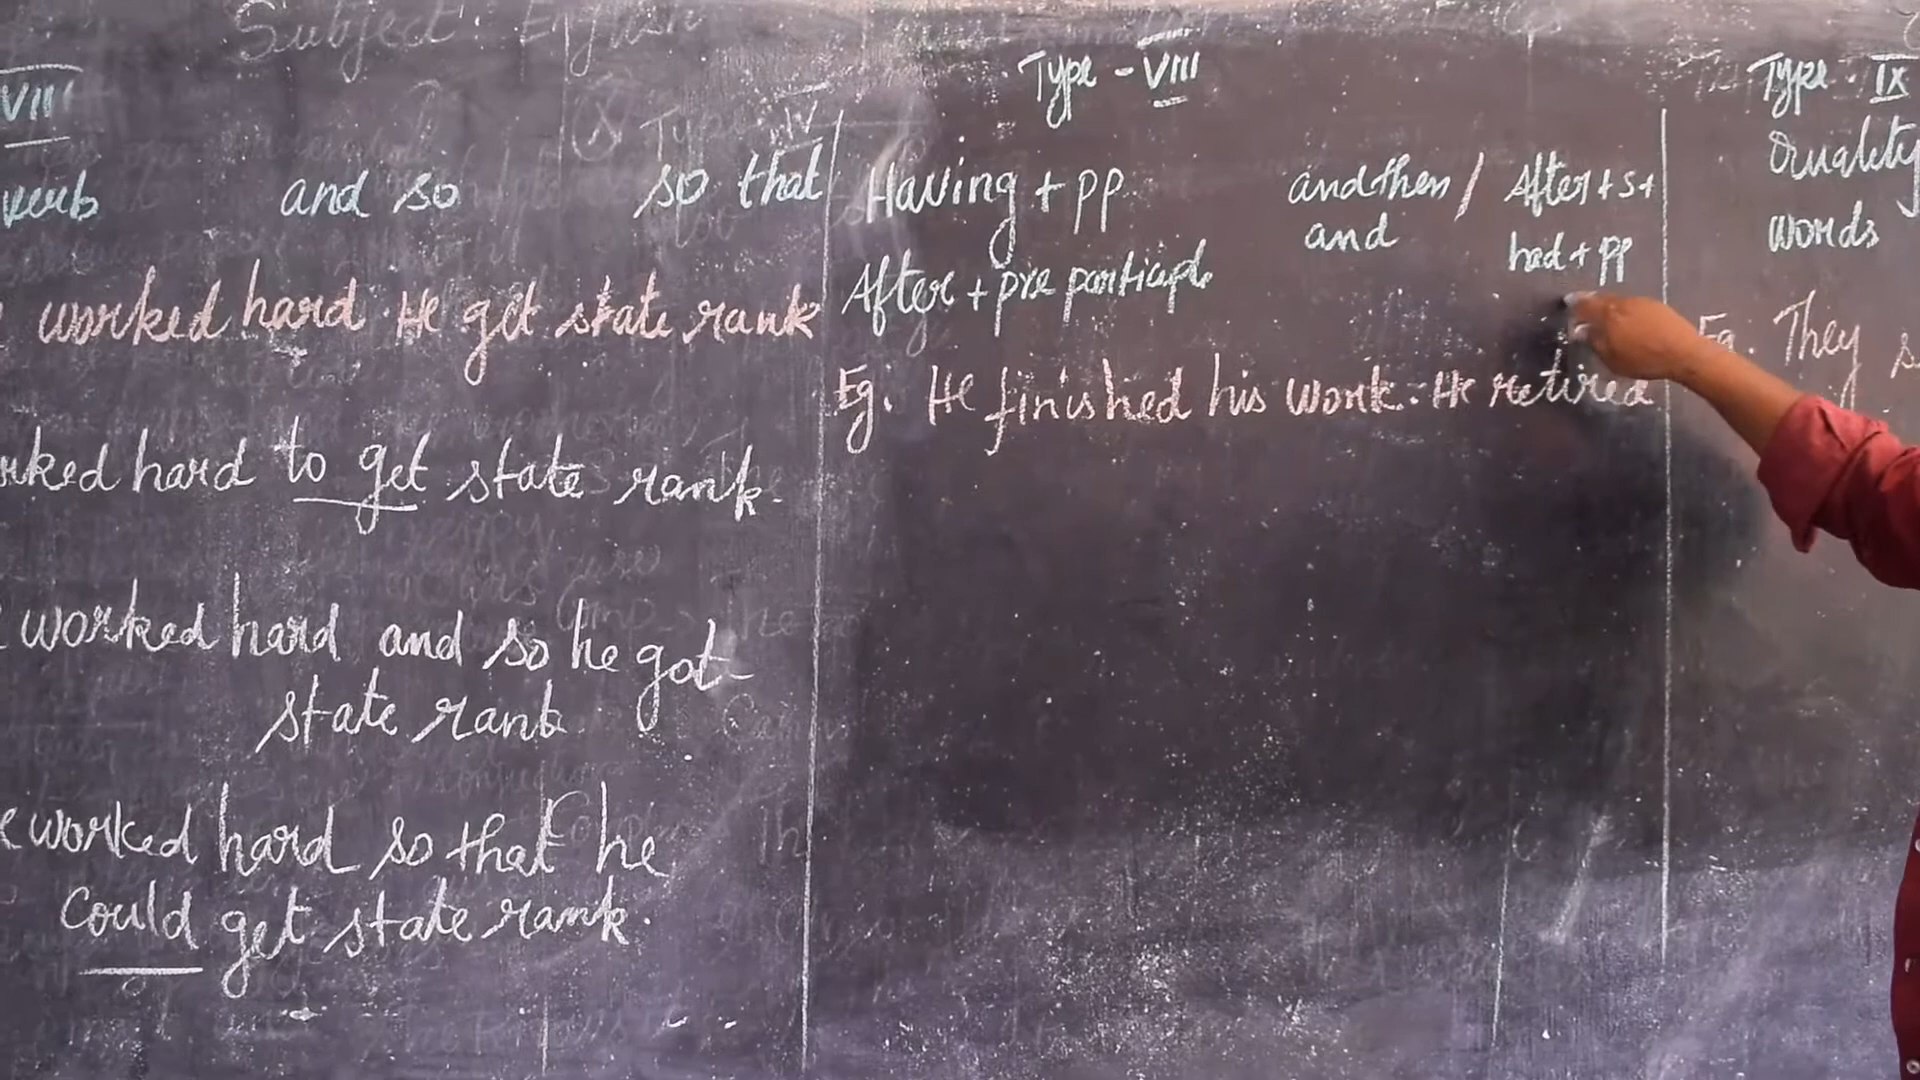 Subject: English
VIII
verb and so so that
worked hard. He got state rank
rked hard to get state rank.
worked hard and so he got
state rank
worked hard so that he
could get state rank.
Type - VIII
Having + pp and then / After + s +
and had + pp
After + pre participle
Eg. He finished his work. He retired
Type - IX
Quality
words
Eg. They s